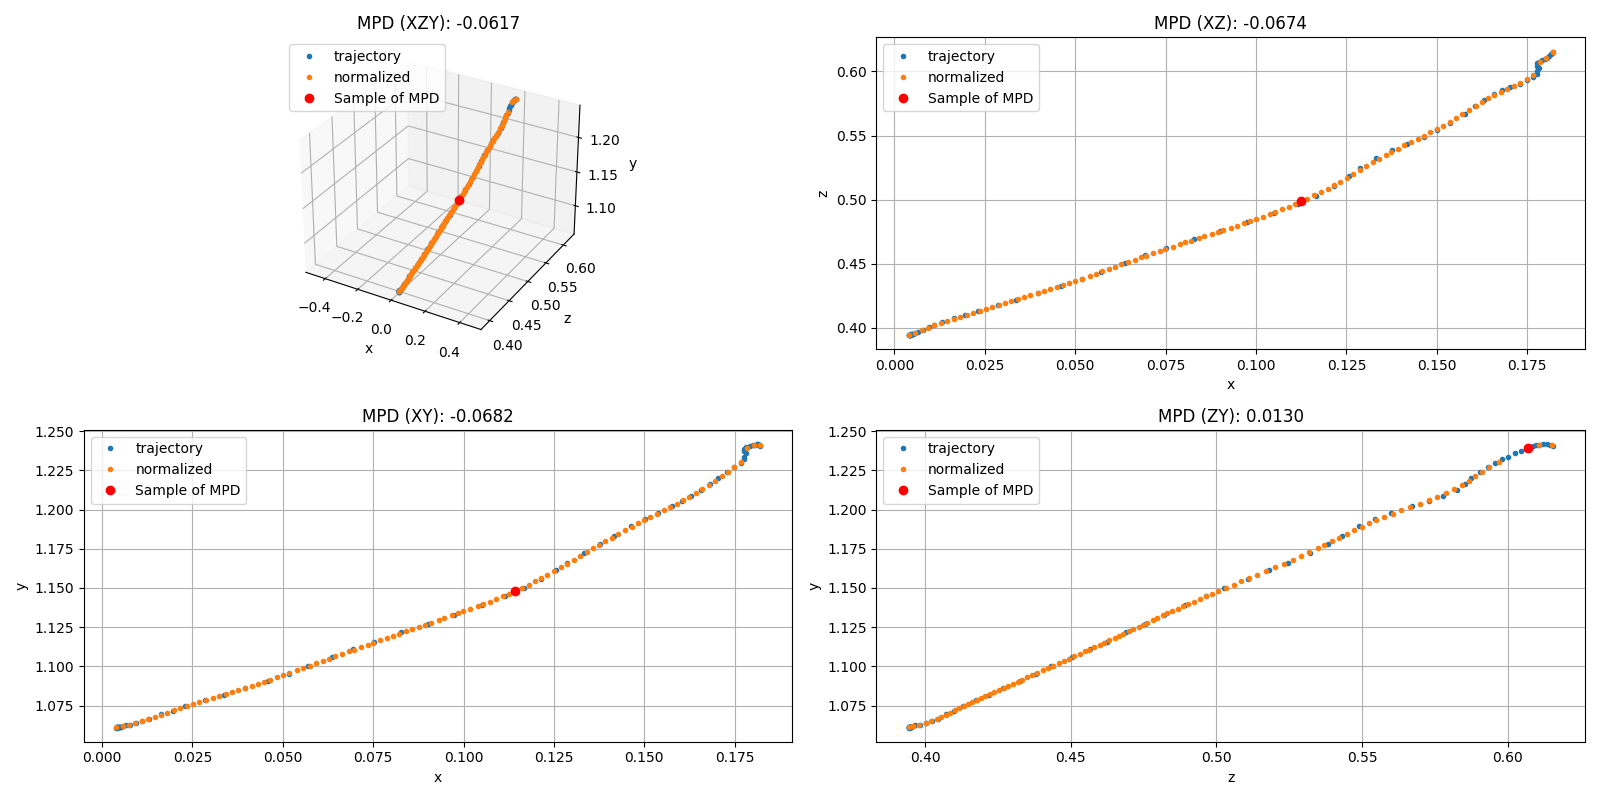 MPD (XZY): -0.0617
trajectory
normalized
Sample of MPD
1.20
1.15
1.10
y
−0.4
−0.2
0.0
0.2
0.4
x
0.40
0.45
0.50
0.55
0.60
z
MPD (XZ): -0.0674
trajectory
normalized
Sample of MPD
0.60
0.55
0.50
0.45
0.40
z
0.000 0.025 0.050 0.075 0.100 0.125 0.150 0.175
x
MPD (XY): -0.0682
trajectory
normalized
Sample of MPD
1.250
1.225
1.200
1.175
1.150
1.125
1.100
1.075
y
0.000 0.025 0.050 0.075 0.100 0.125 0.150 0.175
x
MPD (ZY): 0.0130
trajectory
normalized
Sample of MPD
1.250
1.225
1.200
1.175
1.150
1.125
1.100
1.075
y
0.40 0.45 0.50 0.55 0.60
z